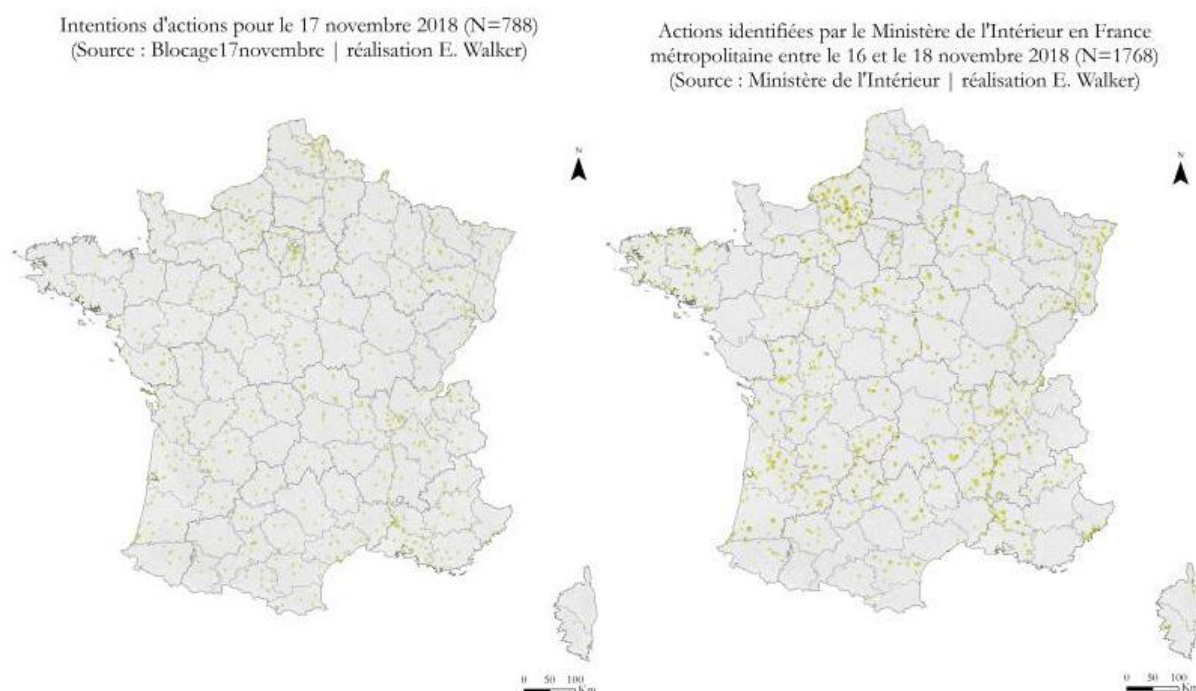 Intentions d'actions pour le 17 novembre 2018 (N=788)
(Source : Blocage17novembre | réalisation E. Walker)
Actions identifiées par le Ministère de l'Intérieur en France
métropolitaine entre le 16 et le 18 novembre 2018 (N=1768)
(Source : Ministère de l'Intérieur | réalisation E. Walker)
N
N
0 50 100
Km
0 50 100
Km